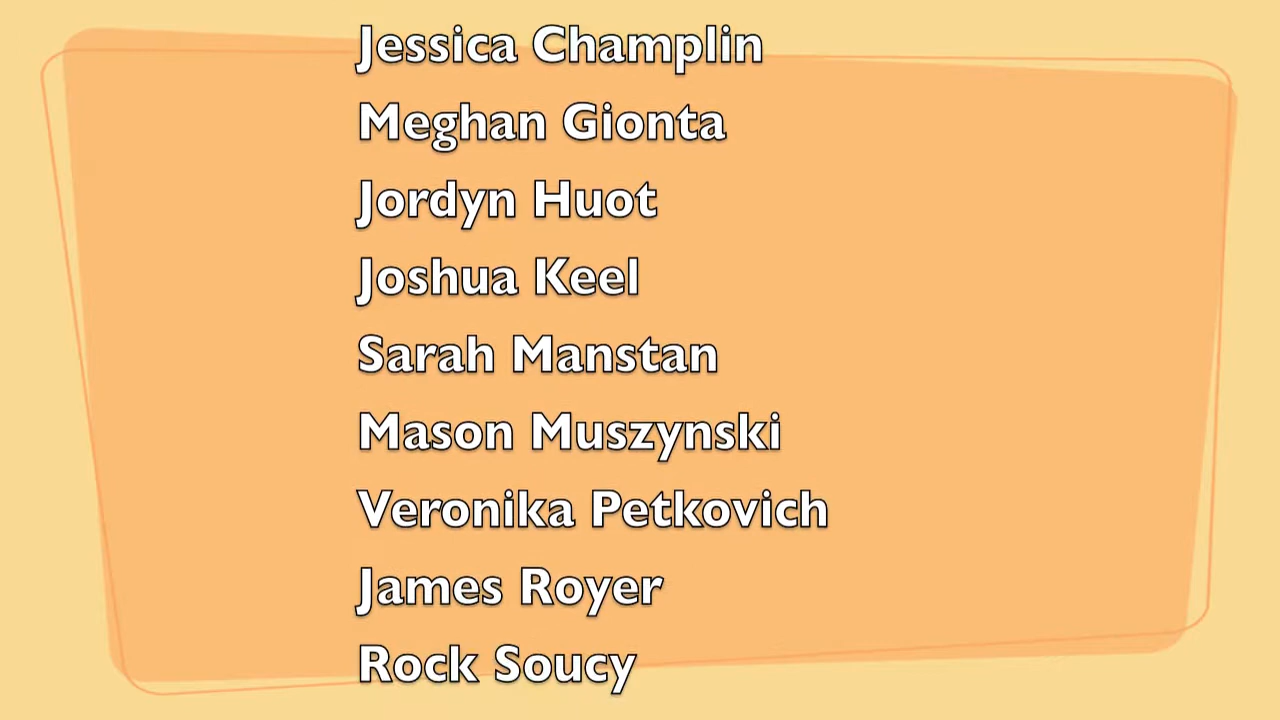 Jessica Champlin
Meghan Gionta
Jordyn Huot
Joshua Keel
Sarah Manstan
Mason Muszynski
Veronika Petkovich
James Royer
Rock Soucy